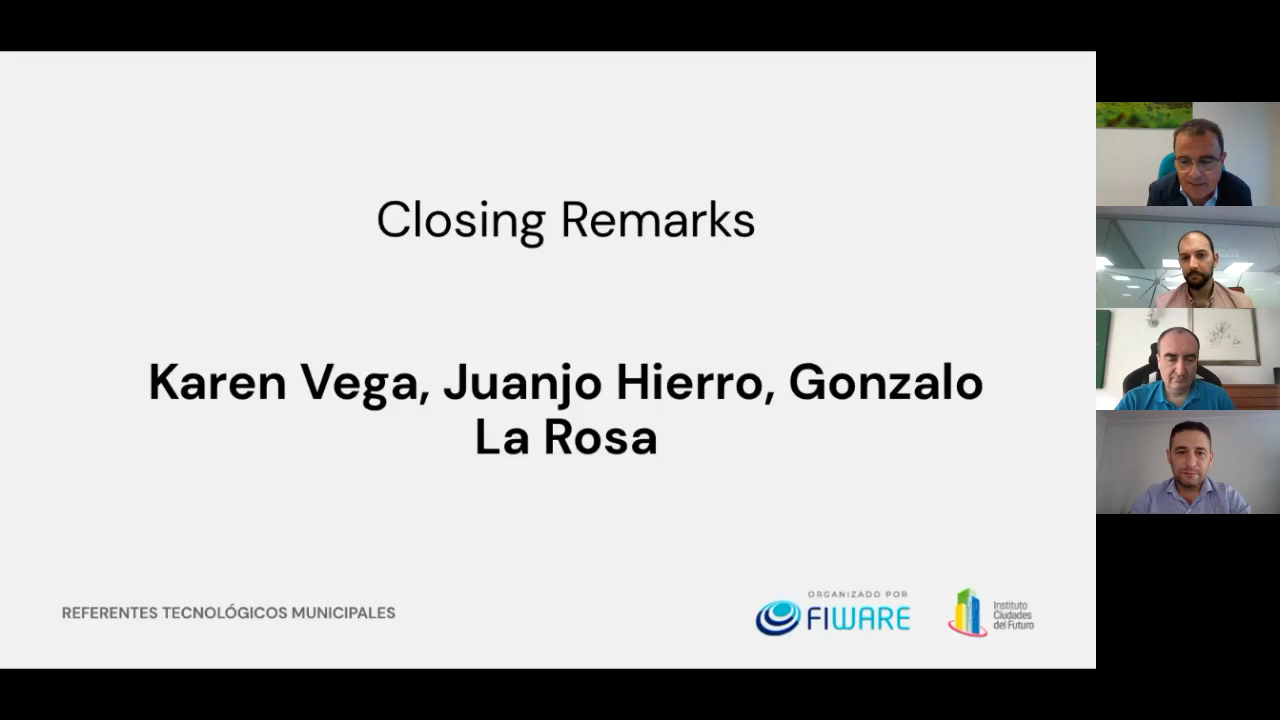 Closing Remarks
Karen Vega, Juanjo Hierro, Gonzalo
La Rosa
REFERENTES TECNOLÓGICOS MUNICIPALES
ORGANIZADO POR
FIWARE
Instituto
Ciudades
del Futuro